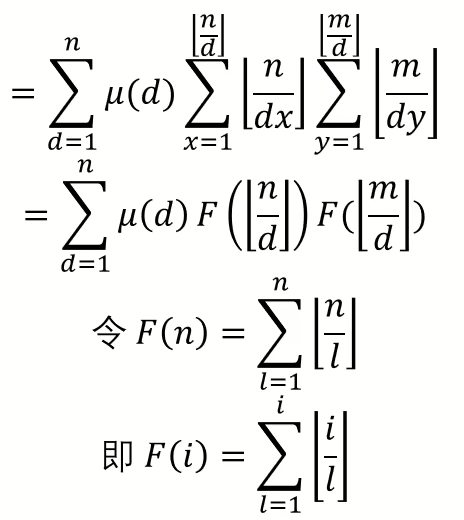 = ∑_{d=1}^{n} μ(d) ∑_{x=1}^{⌊n/d⌋} ⌊n/dx⌋ ∑_{y=1}^{⌊m/d⌋} ⌊m/dy⌋
= ∑_{d=1}^{n} μ(d) F(⌊n/d⌋) F(⌊m/d⌋)
令 F(n) = ∑_{l=1}^{n} ⌊n/l⌋
即 F(i) = ∑_{l=1}^{i} ⌊i/l⌋